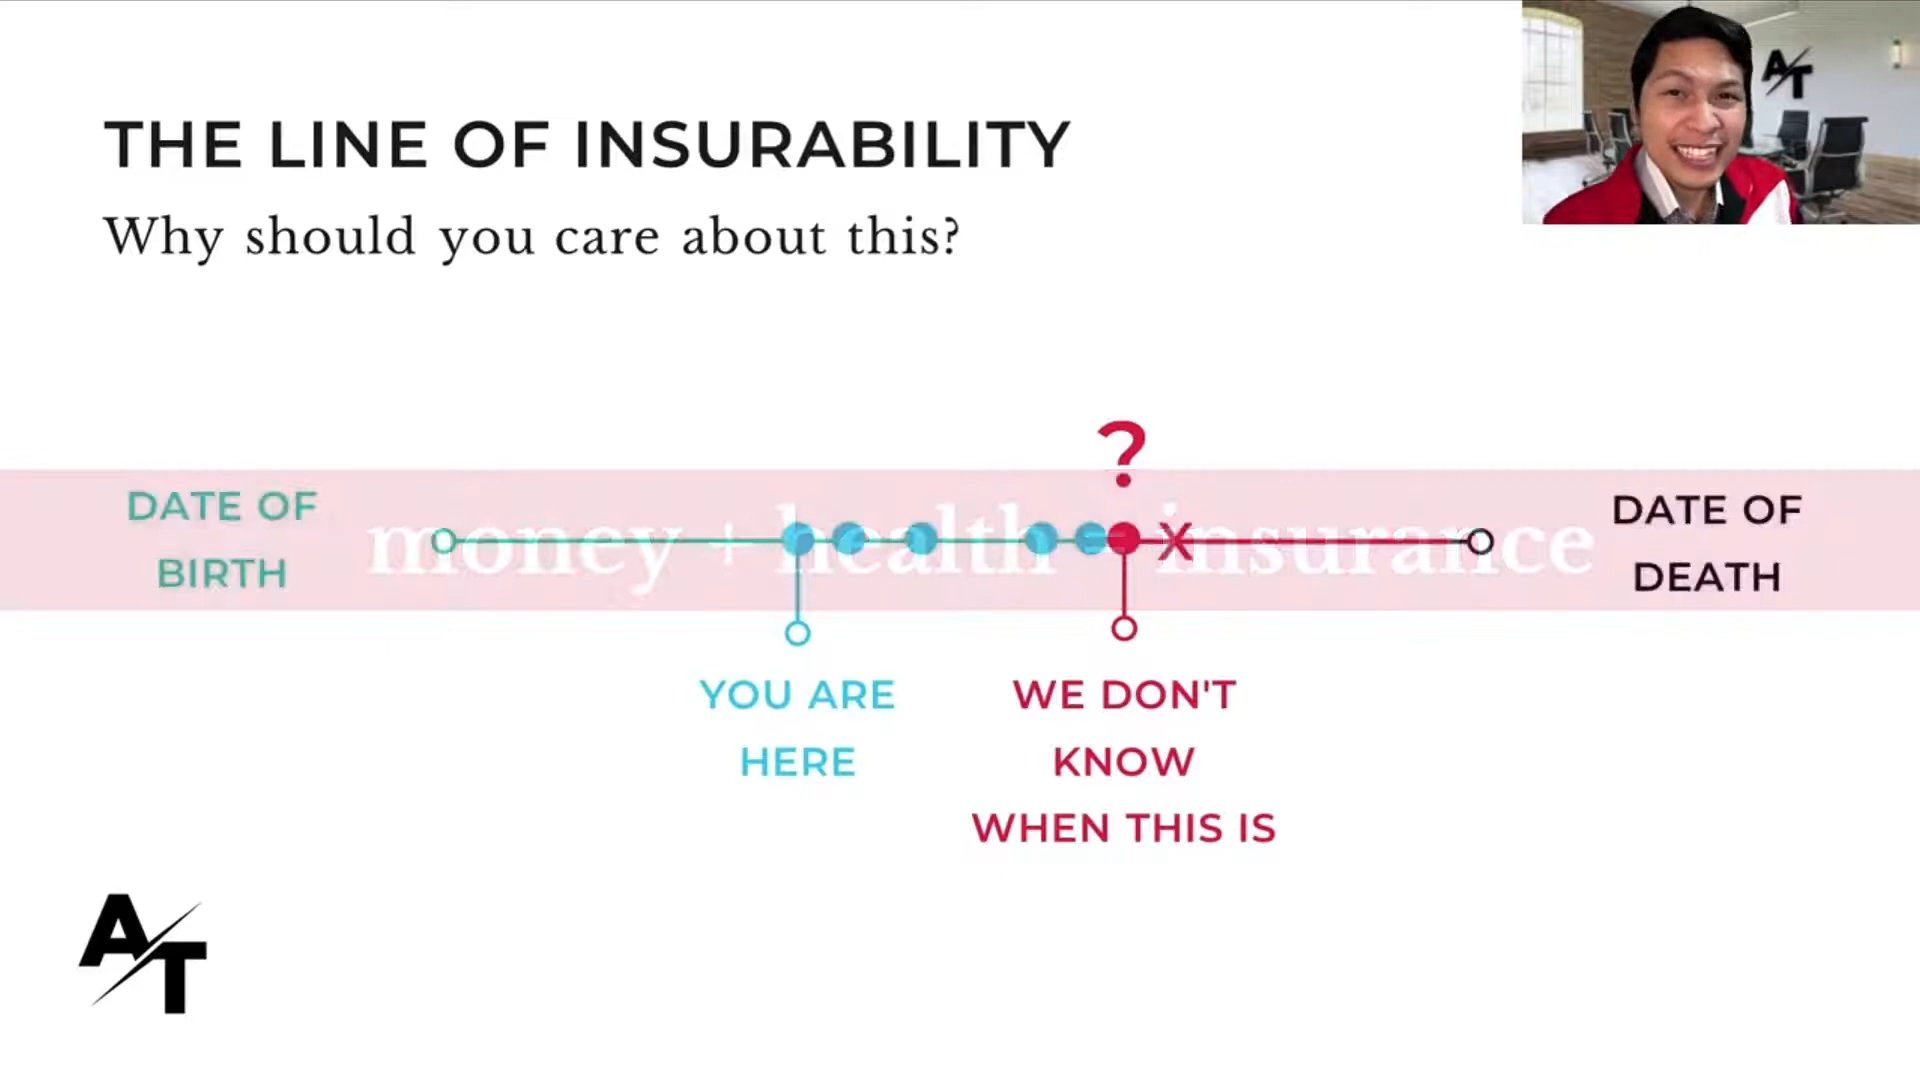 A/T
THE LINE OF INSURABILITY
Why should you care about this?
?
DATE OF
BIRTH
money + health = insurance
X
DATE OF
DEATH
YOU ARE
HERE
WE DON'T
KNOW
WHEN THIS IS
A/T